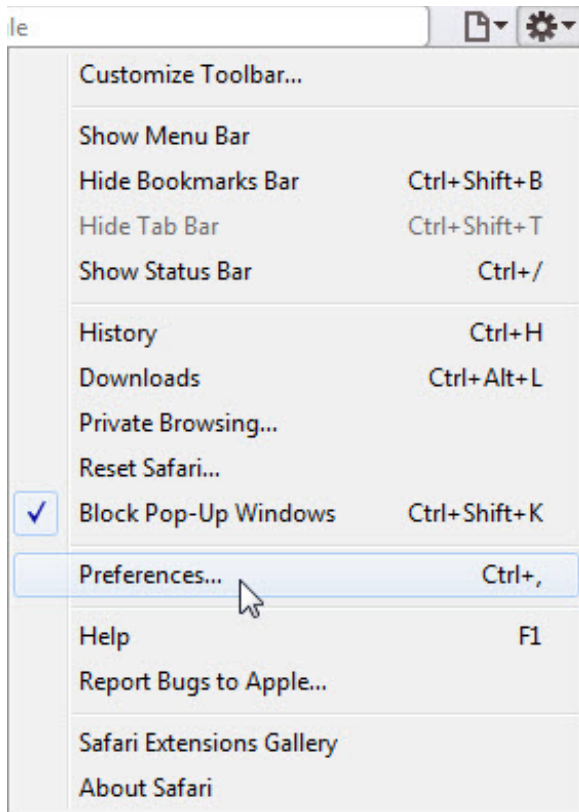 le
Customize Toolbar...
Show Menu Bar
Hide Bookmarks Bar Ctrl+Shift+B
Hide Tab Bar Ctrl+Shift+T
Show Status Bar Ctrl+/
History Ctrl+H
Downloads Ctrl+Alt+L
Private Browsing...
Reset Safari...
Block Pop-Up Windows Ctrl+Shift+K
Preferences... Ctrl+,
Help F1
Report Bugs to Apple...
Safari Extensions Gallery
About Safari